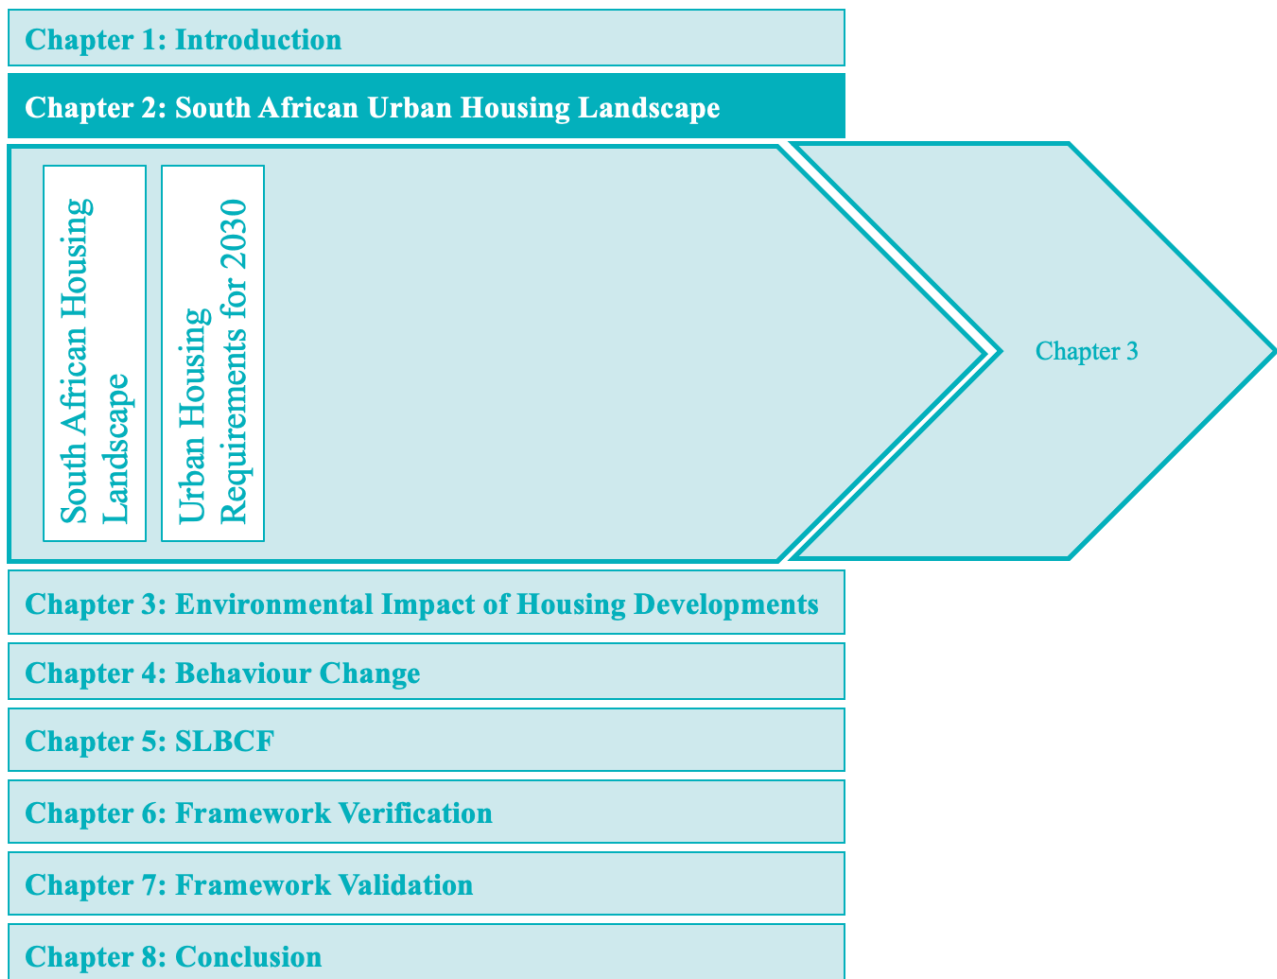 Chapter 1: Introduction
Chapter 2: South African Urban Housing Landscape
South African Housing
Landscape
Urban Housing
Requirements for 2030
Chapter 3
Chapter 3: Environmental Impact of Housing Developments
Chapter 4: Behaviour Change
Chapter 5: SLBCF
Chapter 6: Framework Verification
Chapter 7: Framework Validation
Chapter 8: Conclusion